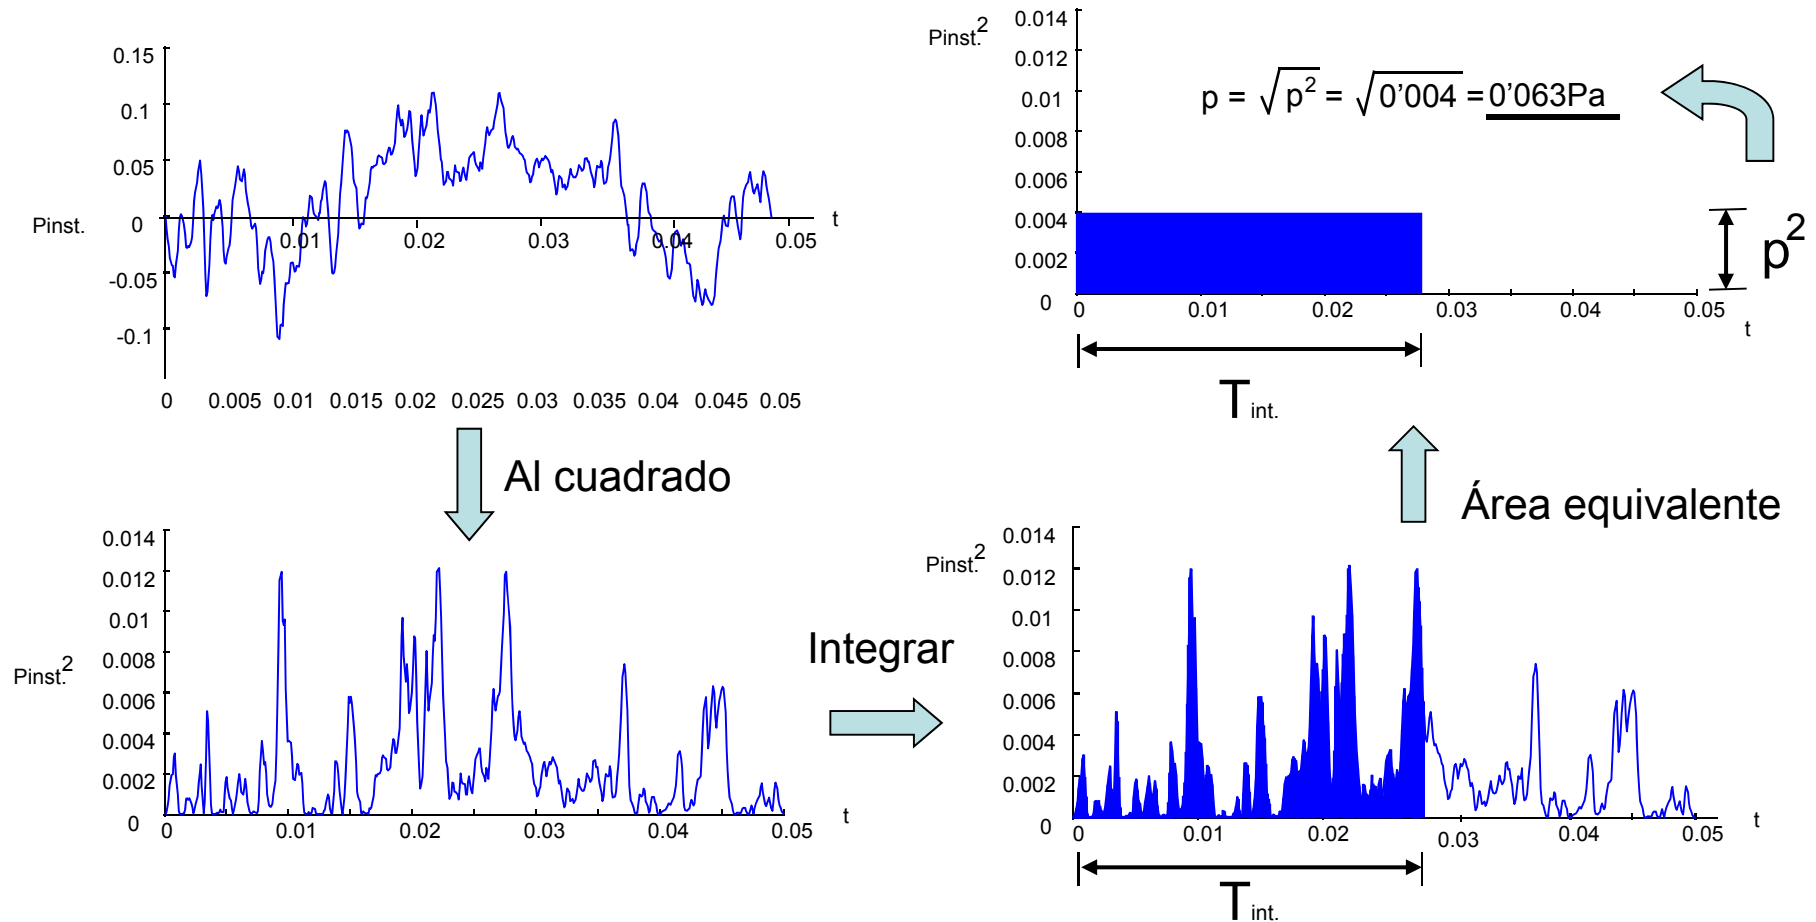 0.15
0.1
0.05
Pinst. 0
-0.05
-0.1
0.01 0.02 0.03 0.04 0.05 t
0 0.005 0.01 0.015 0.02 0.025 0.03 0.035 0.04 0.045 0.05
Al cuadrado
Pinst.2
0.014
0.012
0.01
0.008
0.006
0.004
0.002
0
0 0.01 0.02 0.03 0.04 0.05 t
Integrar
Pinst.2
0.014
0.012
0.01
0.008
0.006
0.004
0.002
0
0 0.01 0.02 0.03 0.04 0.05 t
Tint.
Área equivalente
Pinst.2
0.014
0.012
0.01
0.008
0.006
0.004
0.002
0
p = √p2 = √0'004 = 0'063Pa
p2
0 0.01 0.02 0.03 0.04 0.05 t
Tint.